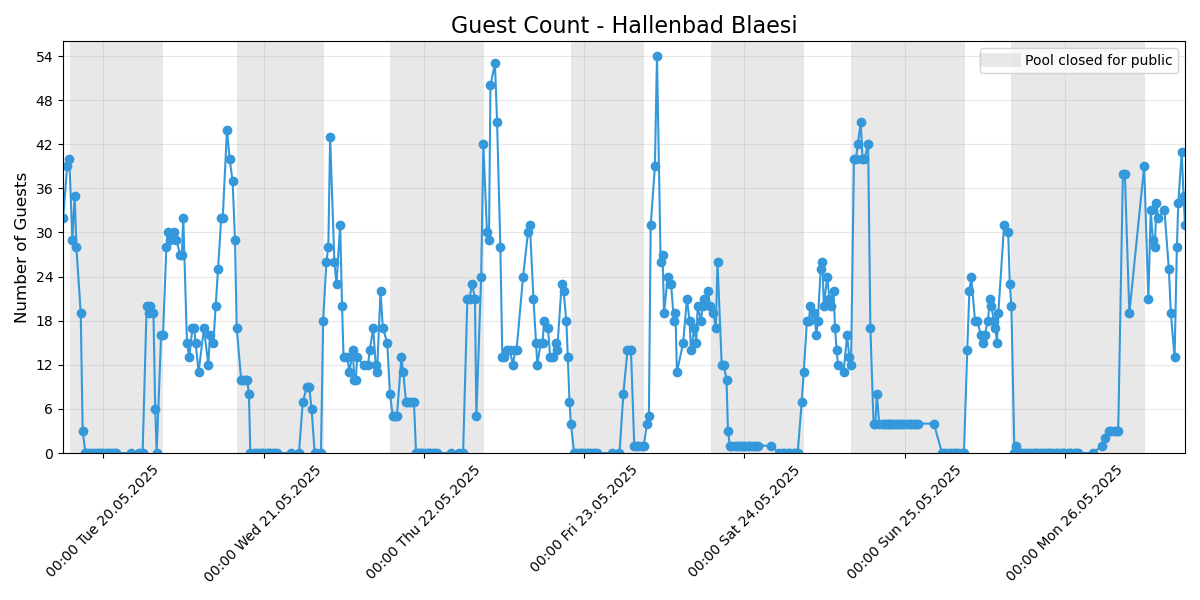 Guest Count - Hallenbad Blaesi
Pool closed for public
Number of Guests
54
48
42
36
30
24
18
12
6
0
00:00 Tue 20.05.2025
00:00 Wed 21.05.2025
00:00 Thu 22.05.2025
00:00 Fri 23.05.2025
00:00 Sat 24.05.2025
00:00 Sun 25.05.2025
00:00 Mon 26.05.2025